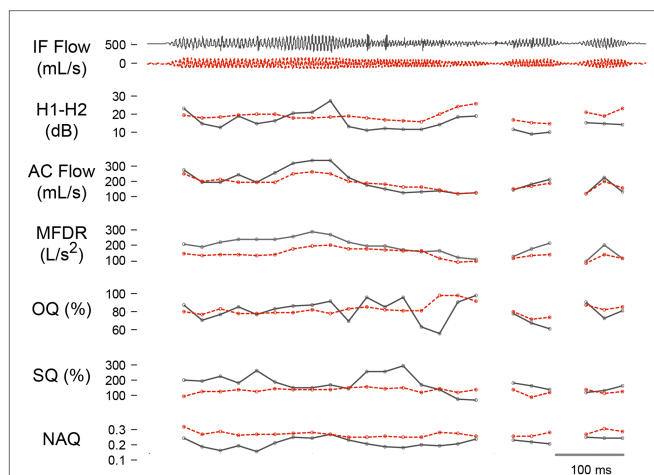 IF Flow
(mL/s)
500
0
H1-H2
(dB)
30
20
10
AC Flow
(mL/s)
300
200
100
MFDR
(L/s²)
300
200
100
OQ (%)
100
80
60
SQ (%)
300
200
100
NAQ
0.3
0.2
0.1
100 ms